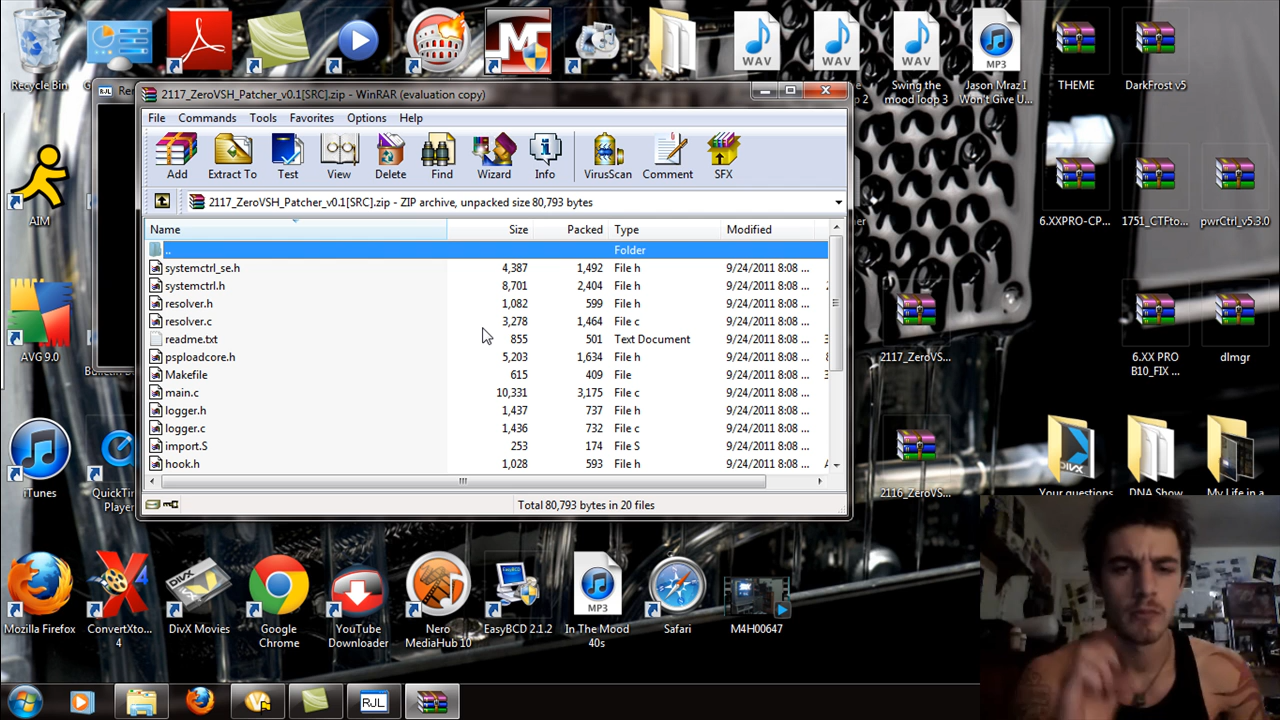 WAV WAV WAV MP3
Recycle Bin
2 Swing the mood loop 3 Jason Mraz I Won't Give U... THEME DarkFrost v5
2117_ZeroVSH_Patcher_v0.1[SRC].zip - WinRAR (evaluation copy)
File Commands Tools Favorites Options Help
Add Extract To Test View Delete Find Wizard Info VirusScan Comment SFX
2117_ZeroVSH_Patcher_v0.1[SRC].zip - ZIP archive, unpacked size 80,793 bytes
Name Size Packed Type Modified
.. Folder
systemctrl_se.h 4,387 1,492 File h 9/24/2011 8:08 ...
systemctrl.h 8,701 2,404 File h 9/24/2011 8:08 ...
resolver.h 1,082 599 File h 9/24/2011 8:08 ...
resolver.c 3,278 1,464 File c 9/24/2011 8:08 ...
readme.txt 855 501 Text Document 9/24/2011 8:08 ...
psploadcore.h 5,203 1,634 File h 9/24/2011 8:08 ...
Makefile 615 409 File 9/24/2011 8:08 ...
main.c 10,331 3,175 File c 9/24/2011 8:08 ...
logger.h 1,437 737 File h 9/24/2011 8:08 ...
logger.c 1,436 732 File c 9/24/2011 8:08 ...
import.S 253 174 File S 9/24/2011 8:08 ...
hook.h 1,028 593 File h 9/24/2011 8:08 ...
Total 80,793 bytes in 20 files
AIM
6.XXPRO-CP... 1751_CTFto... pwrCtrl_v5.3.0
AVG 9.0
2117_ZeroVS... 6.XX PRO B10_FIX ... dlmgr
iTunes
QuickTime Player
2116_ZeroVS... Your questions DNA Show My Life in a
Mozilla Firefox
ConvertXto... 4
DivX Movies
Google Chrome
YouTube Downloader
Nero MediaHub 10
EasyBCD 2.1.2
MP3
In The Mood 40s
Safari
M4H00647
RJL